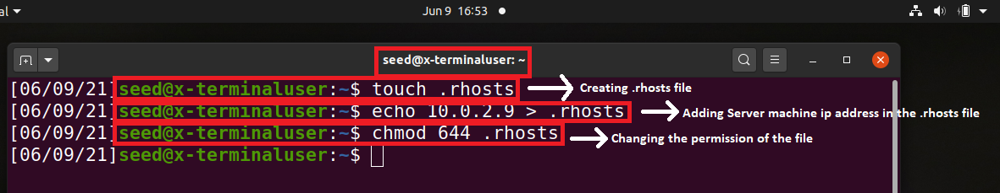 al
Jun 9 16:53
seed@x-terminaluser: ~
[06/09/21]seed@x-terminaluser:~$ touch .rhosts
Creating .rhosts file
[06/09/21]seed@x-terminaluser:~$ echo 10.0.2.9 > .rhosts
Adding Server machine ip address in the .rhosts file
[06/09/21]seed@x-terminaluser:~$ chmod 644 .rhosts
Changing the permission of the file
[06/09/21]seed@x-terminaluser:~$